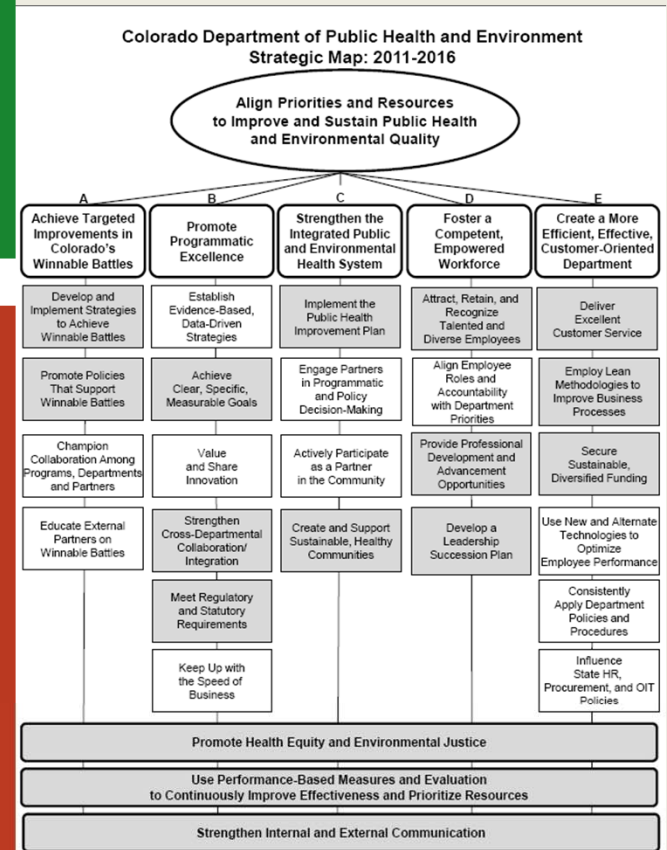 Colorado Department of Public Health and Environment
Strategic Map: 2011-2016
Align Priorities and Resources
to Improve and Sustain Public Health
and Environmental Quality
A
Achieve Targeted
Improvements in
Colorado's
Winnable Battles
Develop and
Implement Strategies
to Achieve
Winnable Battles
Promote Policies
That Support
Winnable Battles
Champion
Collaboration Among
Programs, Departments
and Partners
Educate External
Partners on
Winnable Battles
B
Promote
Programmatic
Excellence
Establish
Evidence-Based,
Data-Driven
Strategies
Achieve
Clear, Specific,
Measurable Goals
Value
and Share
Innovation
Strengthen
Cross-Departmental
Collaboration/
Integration
Meet Regulatory
and Statutory
Requirements
Keep Up with
the Speed of
Business
C
Strengthen the
Integrated Public
and Environmental
Health System
Implement the
Public Health
Improvement Plan
Engage Partners
in Programmatic
and Policy
Decision-Making
Actively Participate
as a Partner
in the Community
Create and Support
Sustainable, Healthy
Communities
D
Foster a
Competent,
Empowered
Workforce
Attract, Retain, and
Recognize
Talented and
Diverse Employees
Align Employee
Roles and
Accountability
with Department
Priorities
Provide Professional
Development and
Advancement
Opportunities
Develop a
Leadership
Succession Plan
E
Create a More
Efficient, Effective,
Customer-Oriented
Department
Deliver
Excellent
Customer Service
Employ Lean
Methodologies to
Improve Business
Processes
Secure
Sustainable,
Diversified Funding
Use New and Alternate
Technologies to
Optimize
Employee Performance
Consistently
Apply Department
Policies and
Procedures
Influence
State HR,
Procurement, and OIT
Policies
Promote Health Equity and Environmental Justice
Use Performance-Based Measures and Evaluation
to Continuously Improve Effectiveness and Prioritize Resources
Strengthen Internal and External Communication